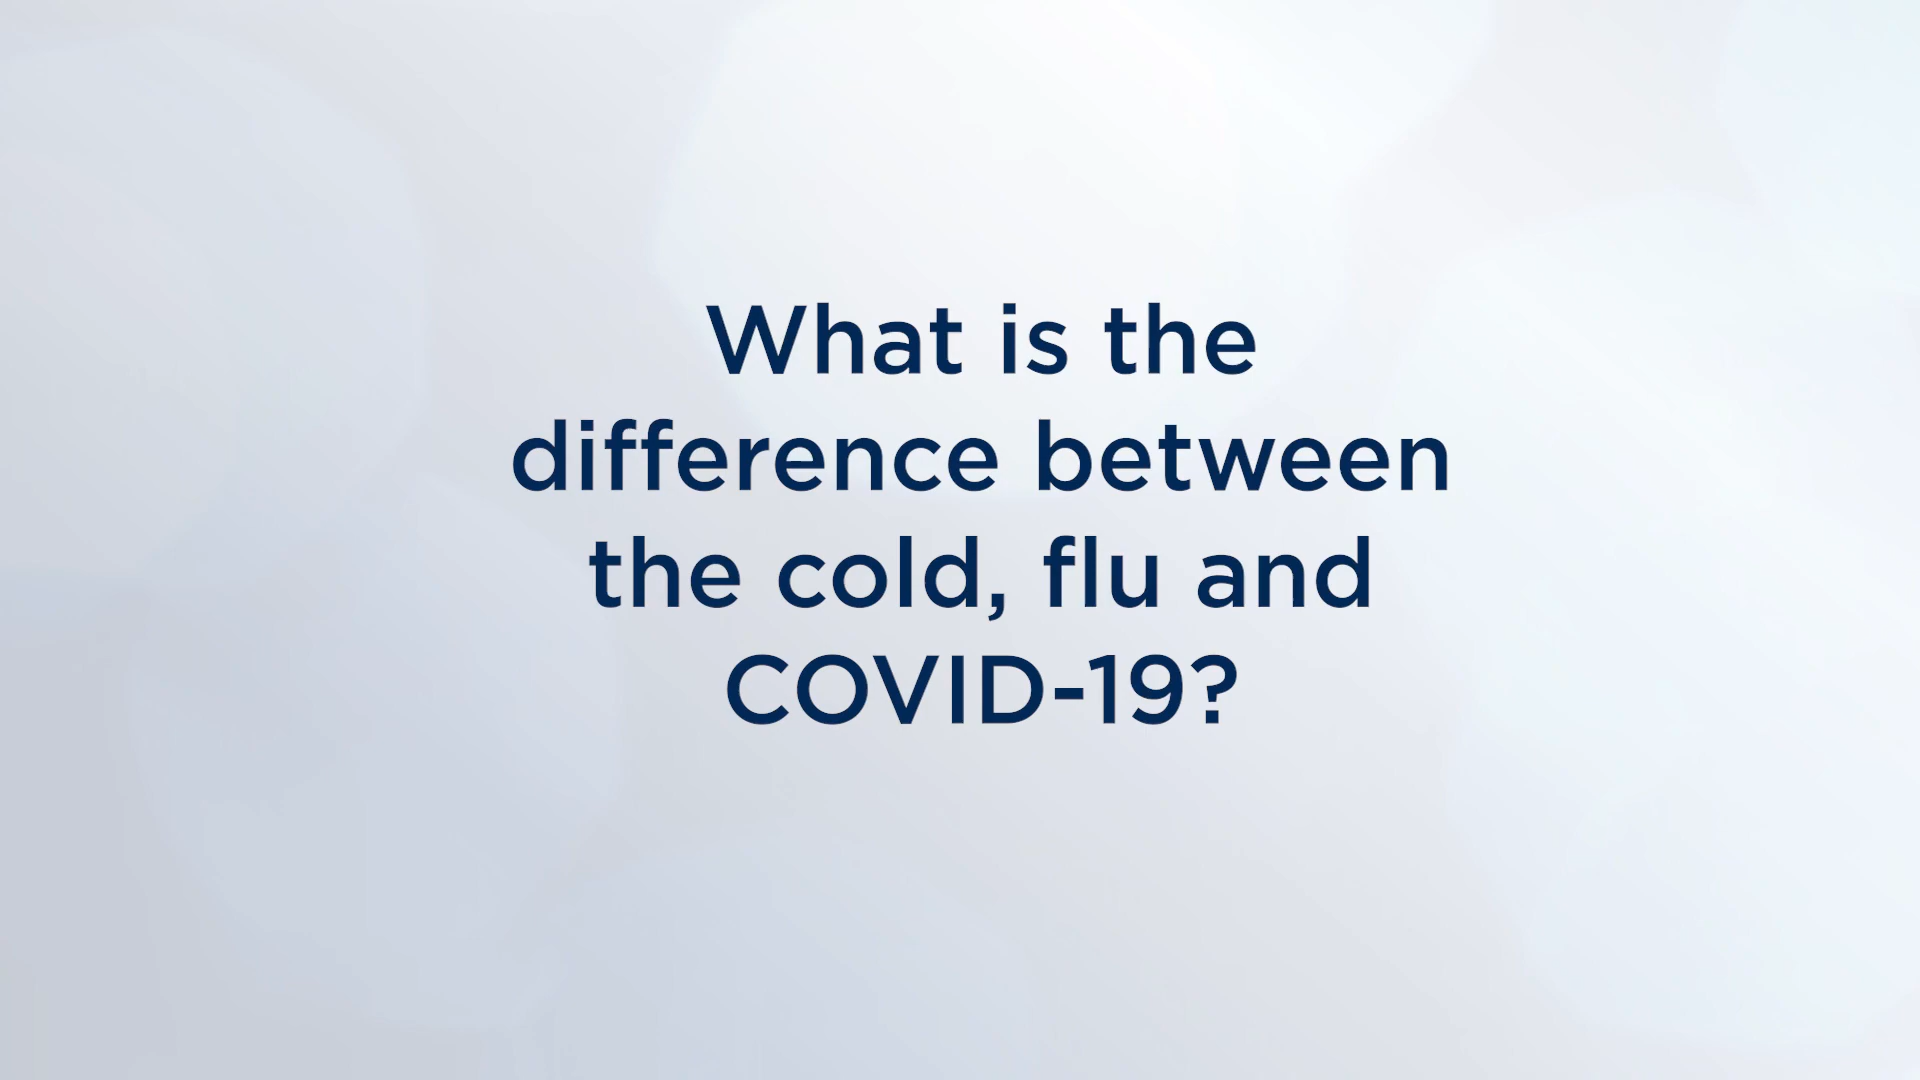 What is the
difference between
the cold, flu and
COVID-19?